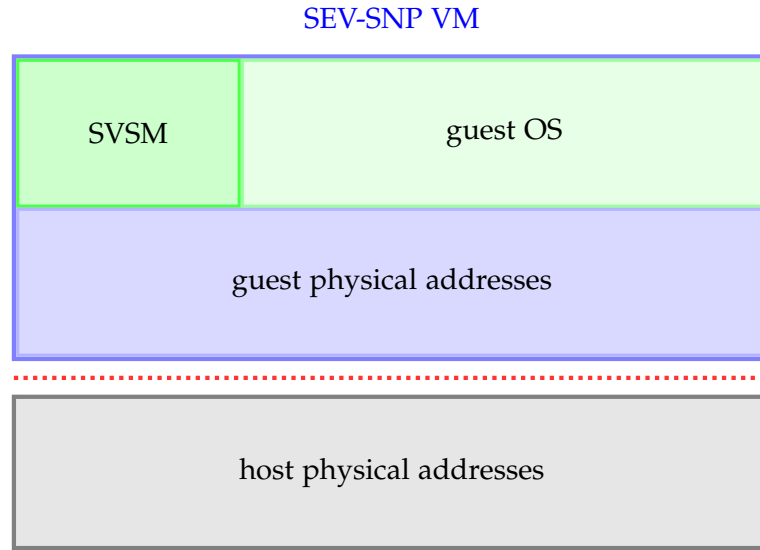 SEV-SNP VM
SVSM
guest OS
guest physical addresses
host physical addresses